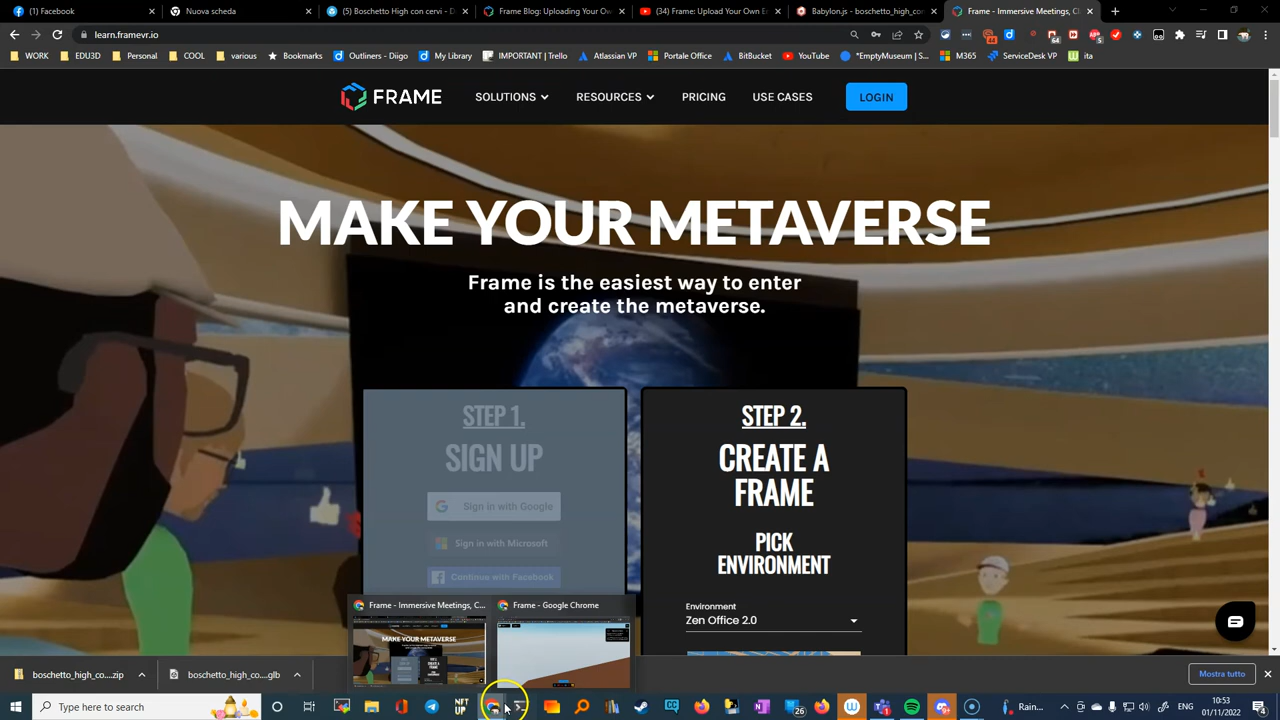 (1) Facebook
Nuova scheda
(5) Boschetto High con cervi - D
Frame Blog: Uploading Your Ow
(34) Frame: Upload Your Own E
Babylon.js - boschetto_high_co
Frame - Immersive Meetings, C
learn.framevr.io
WORK
EDU3D
Personal
COOL
various
Bookmarks
Outliners - Diigo
My Library
IMPORTANT | Trello
Atlassian VP
Portale Office
BitBucket
YouTube
*EmptyMuseum | S...
M365
ServiceDesk VP
ita
FRAME
SOLUTIONS
RESOURCES
PRICING
USE CASES
LOGIN
MAKE YOUR METAVERSE
Frame is the easiest way to enter
and create the metaverse.
STEP 1.
SIGN UP
Sign in with Google
Sign in with Microsoft
Continue with Facebook
STEP 2.
CREATE A
FRAME
PICK
ENVIRONMENT
Environment
Zen Office 2.0
Frame - Immersive Meetings, C...
Frame - Google Chrome
MAKE YOUR METAVERSE
boschetto_high_co....zip
boschetto_high_co....glb
Mostra tutto
Type here to search
NFT
UP
26
Rain...
10:53
01/11/2022